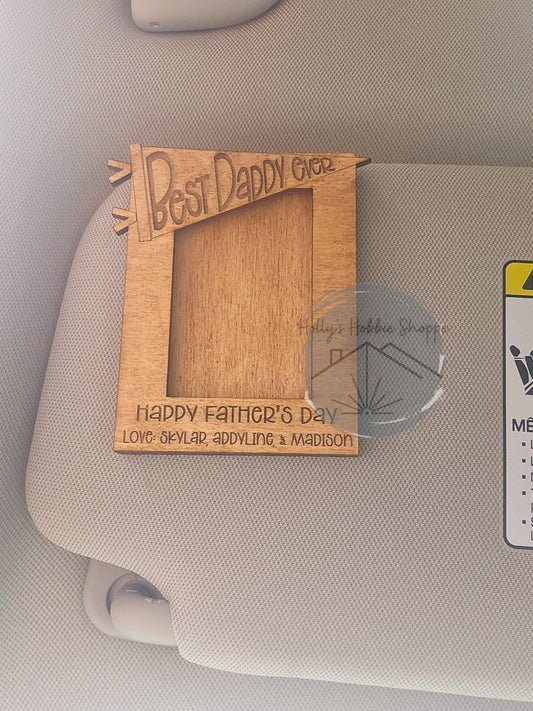 BEST DADDY EVER
HAPPY FATHER'S DAY
LOVE: SKYLAR, ADDYLINE & MADISON
Holly's Hobbie Shoppe